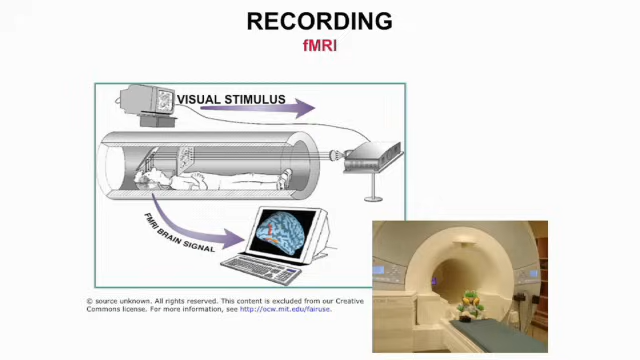 RECORDING
fMRI
VISUAL STIMULUS
FMRI BRAIN SIGNAL
© source unknown. All rights reserved. This content is excluded from our Creative
Commons license. For more information, see http://ocw.mit.edu/fairuse.